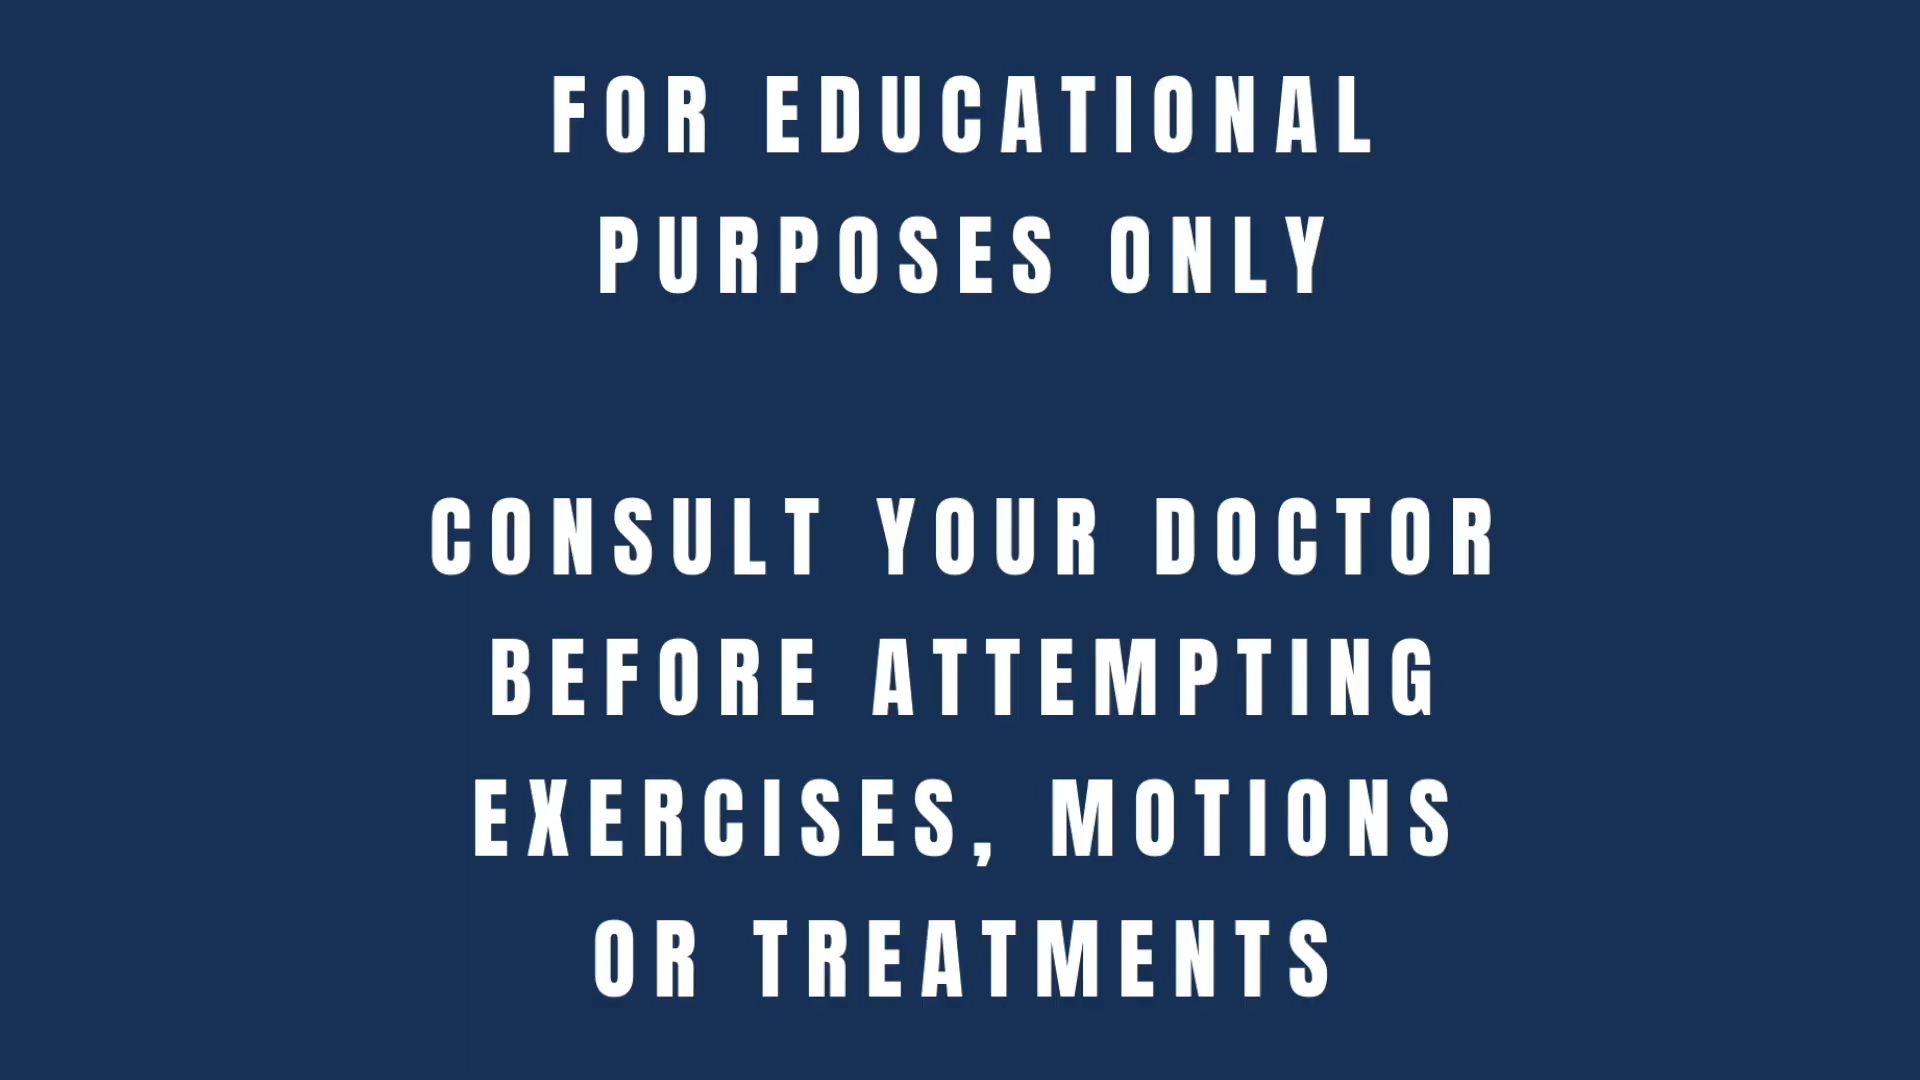 FOR EDUCATIONAL
PURPOSES ONLY
CONSULT YOUR DOCTOR
BEFORE ATTEMPTING
EXERCISES, MOTIONS
OR TREATMENTS